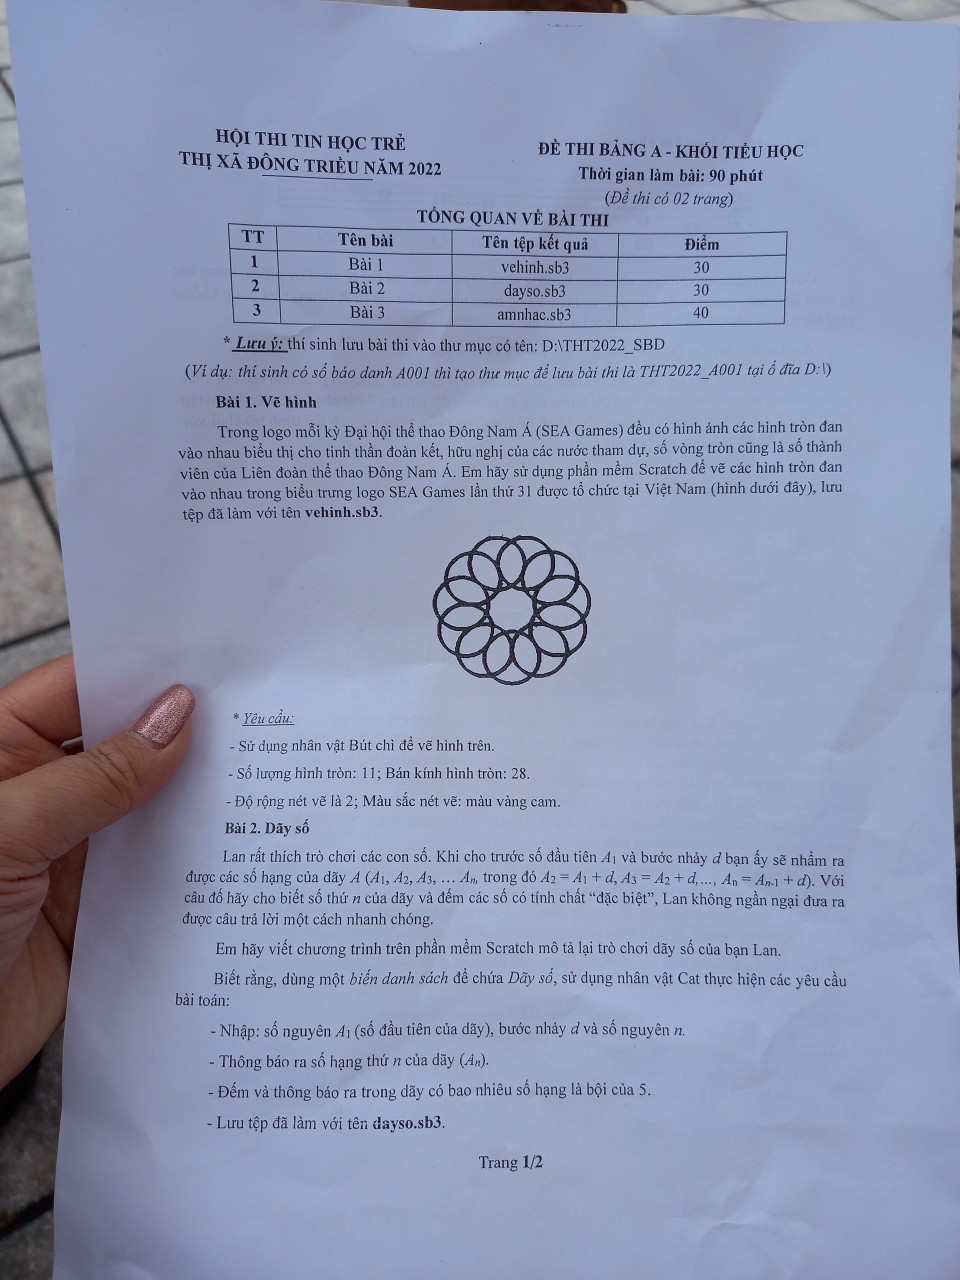 HỘI THI TIN HỌC TRẺ
THỊ XÃ ĐÔNG TRIỀU NĂM 2022
ĐỀ THI BẢNG A - KHỐI TIỂU HỌC
Thời gian làm bài: 90 phút
(Đề thi có 02 trang)
TỔNG QUAN VỀ BÀI THI
TT Tên bài Tên tệp kết quả Điểm
1 Bài 1 vehinh.sb3 30
2 Bài 2 dayso.sb3 30
3 Bài 3 amnhac.sb3 40
* Lưu ý: thí sinh lưu bài thi vào thư mục có tên: D:\THT2022_SBD
(Ví dụ: thí sinh có số báo danh A001 thì tạo thư mục để lưu bài thi là THT2022_A001 tại ổ đĩa D:\)
Bài 1. Vẽ hình
Trong logo mỗi kỳ Đại hội thể thao Đông Nam Á (SEA Games) đều có hình ảnh các hình tròn đan
vào nhau biểu thị cho tinh thần đoàn kết, hữu nghị của các nước tham dự, số vòng tròn cũng là số thành
viên của Liên đoàn thể thao Đông Nam Á. Em hãy sử dụng phần mềm Scratch để vẽ các hình tròn đan
vào nhau trong biểu trưng logo SEA Games lần thứ 31 được tổ chức tại Việt Nam (hình dưới đây), lưu
tệp đã làm với tên vehinh.sb3.
* Yêu cầu:
- Sử dụng nhân vật Bút chì để vẽ hình trên.
- Số lượng hình tròn: 11; Bán kính hình tròn: 28.
- Độ rộng nét vẽ là 2; Màu sắc nét vẽ: màu vàng cam.
Bài 2. Dãy số
Lan rất thích trò chơi các con số. Khi cho trước số đầu tiên A₁ và bước nhảy d bạn ấy sẽ nhẩm ra
được các số hạng của dãy A (A₁, A₂, A₃, … Aₙ, trong đó A₂ = A₁ + d, A₃ = A₂ + d,…, Aₙ = Aₙ₋₁ + d). Với
câu đố hãy cho biết số thứ n của dãy và đếm các số có tính chất “đặc biệt”, Lan không ngần ngại đưa ra
được câu trả lời một cách nhanh chóng.
Em hãy viết chương trình trên phần mềm Scratch mô tả lại trò chơi dãy số của bạn Lan.
Biết rằng, dùng một biến danh sách để chứa Dãy số, sử dụng nhân vật Cat thực hiện các yêu cầu
bài toán:
- Nhập: số nguyên A₁ (số đầu tiên của dãy), bước nhảy d và số nguyên n.
- Thông báo ra số hạng thứ n của dãy (Aₙ).
- Đếm và thông báo ra trong dãy có bao nhiêu số hạng là bội của 5.
- Lưu tệp đã làm với tên dayso.sb3.
Trang 1/2